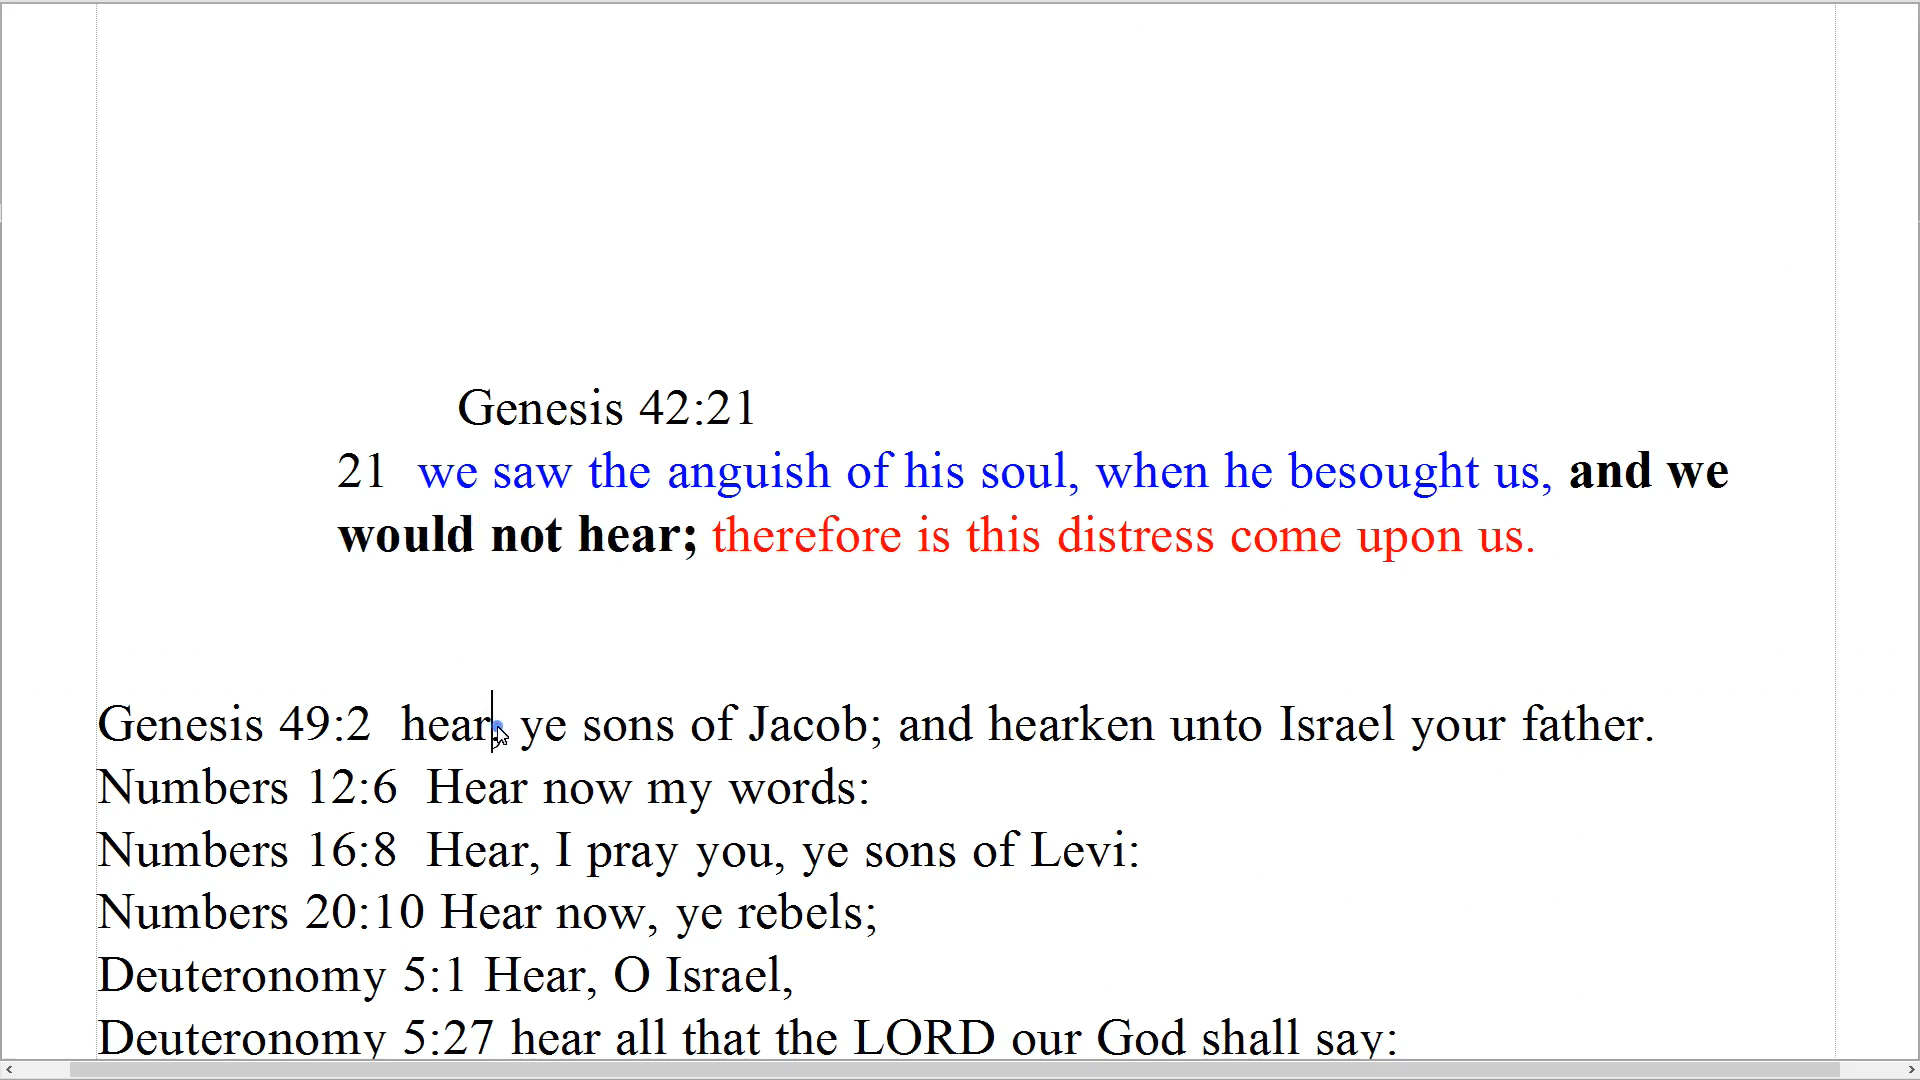 Genesis 42:21
21 we saw the anguish of his soul, when he besought us, and we
would not hear; therefore is this distress come upon us.
Genesis 49:2 hear, ye sons of Jacob; and hearken unto Israel your father.
Numbers 12:6 Hear now my words:
Numbers 16:8 Hear, I pray you, ye sons of Levi:
Numbers 20:10 Hear now, ye rebels;
Deuteronomy 5:1 Hear, O Israel,
Deuteronomy 5:27 hear all that the LORD our God shall say: